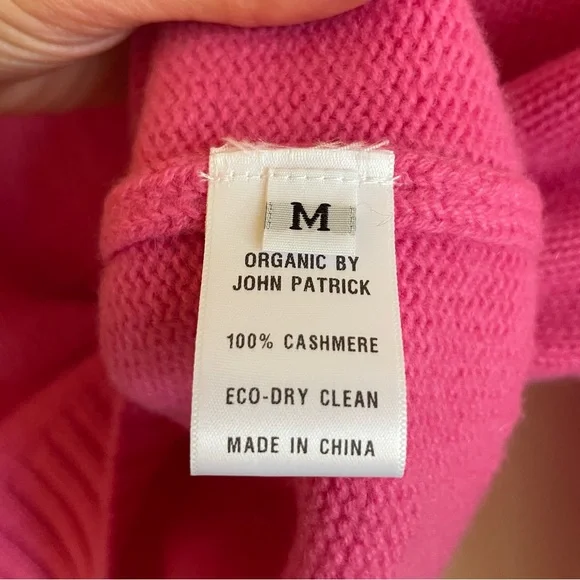 M
ORGANIC BY
JOHN PATRICK
100% CASHMERE
ECO-DRY CLEAN
MADE IN CHINA